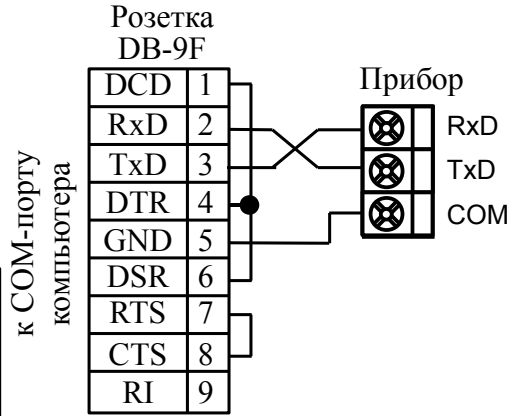 Розетка
DB-9F
DCD 1
RxD 2
TxD 3
DTR 4
GND 5
DSR 6
RTS 7
CTS 8
RI 9
к COM-порту
компьютера
Прибор
RxD
TxD
COM